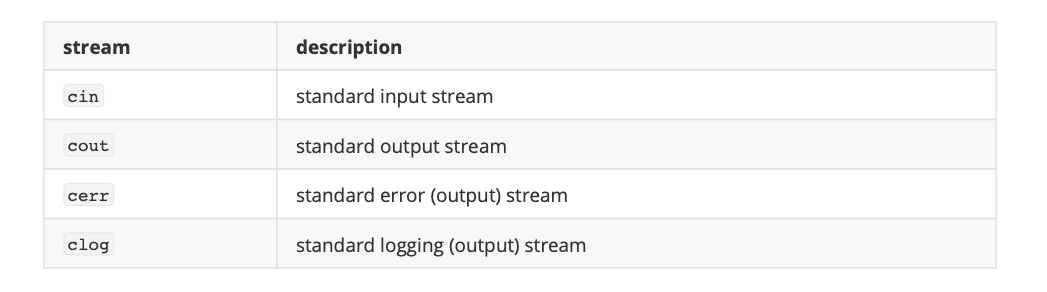 stream description
cin standard input stream
cout standard output stream
cerr standard error (output) stream
clog standard logging (output) stream